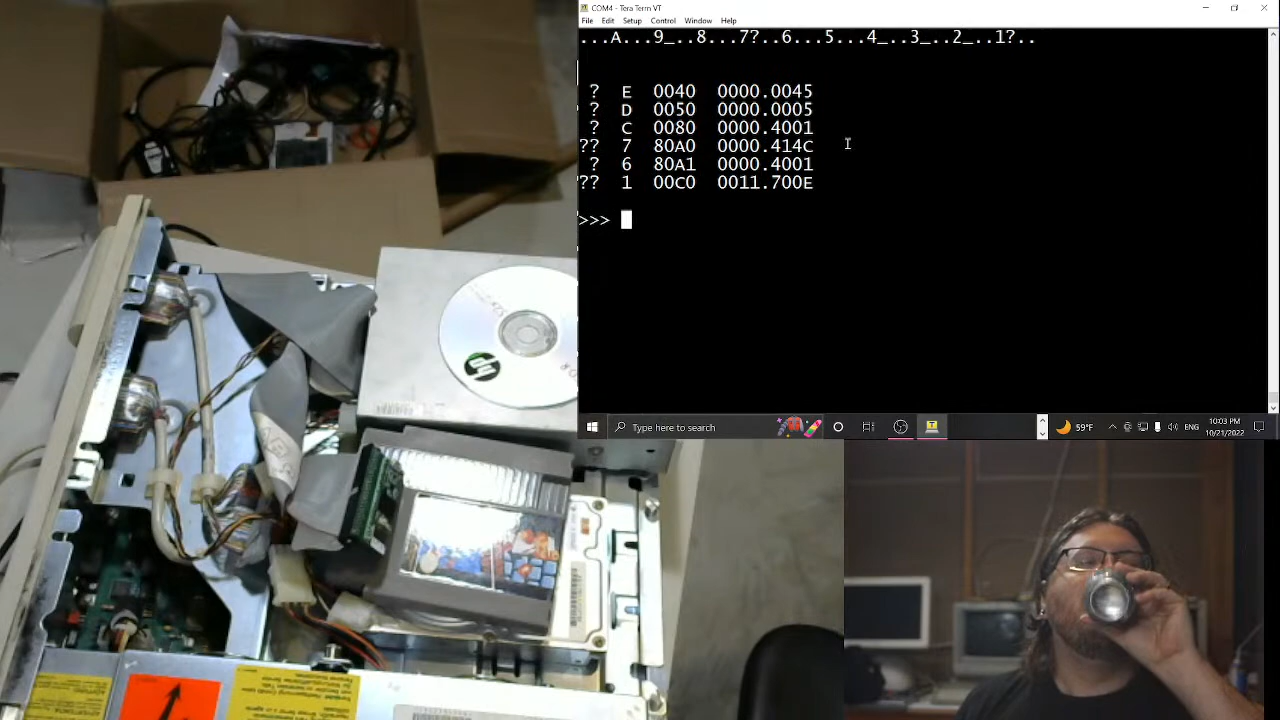 COM4 - Tera Term VT
File Edit Setup Control Window Help
...A...9_..8...7?..6...5...4_..3_..2_..1?..
? E 0040 0000.0045
? D 0050 0000.0005
? C 0080 0000.4001
?? 7 80A0 0000.414C
? 6 80A1 0000.4001
?? 1 00C0 0011.700E
>>>
Type here to search
T
59°F
ENG
10:03 PM
10/21/2022
hp